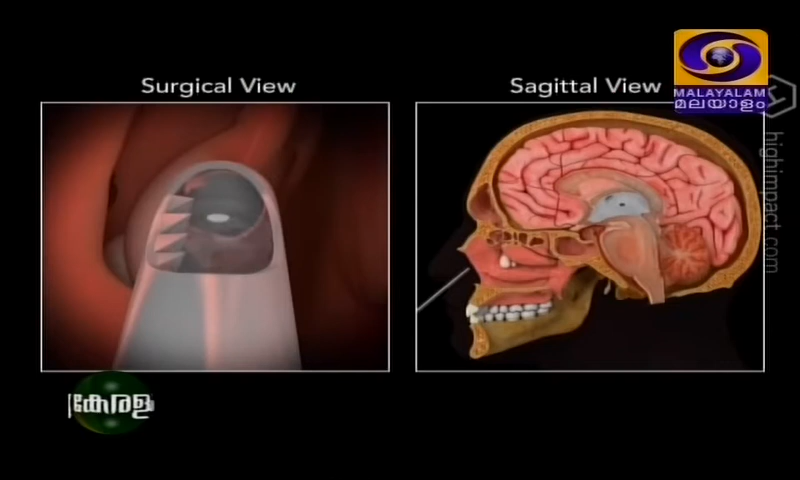 Surgical View
Sagittal View
MALAYALAM
മലയാളം
highimpact.com
കേരളം